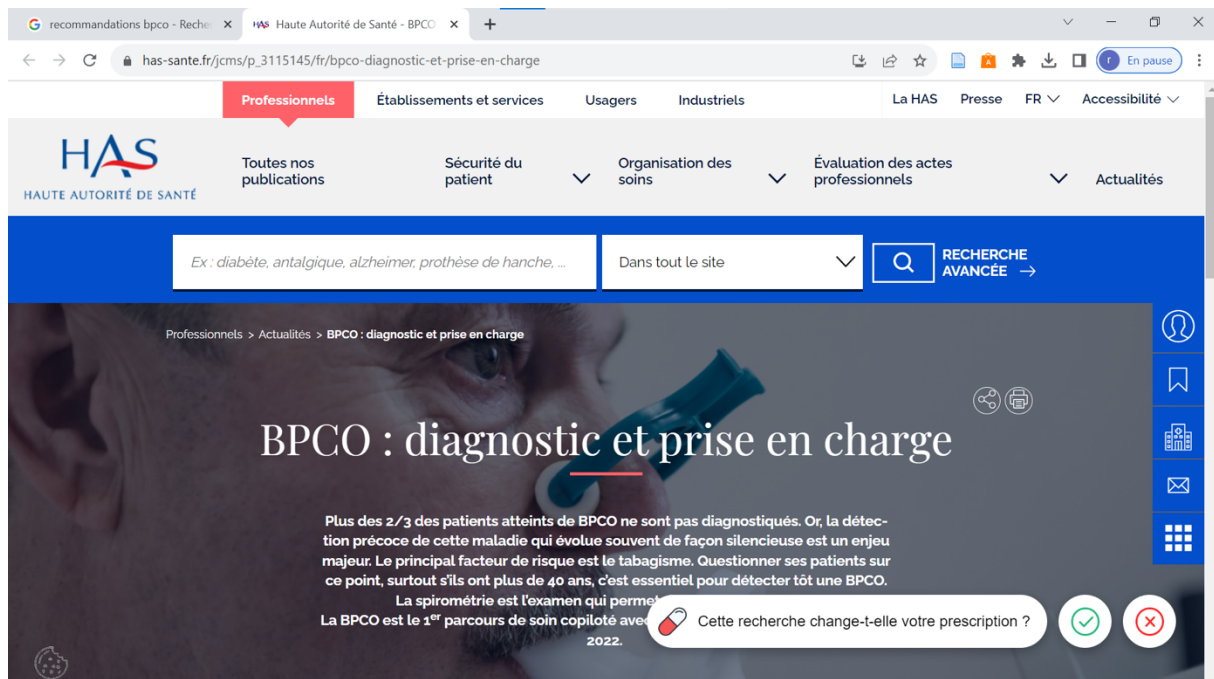 recommandations bpco - Reche
HAS Haute Autorité de Santé - BPCO
has-sante.fr/jcms/p_3115145/fr/bpco-diagnostic-et-prise-en-charge
r En pause
Professionnels Établissements et services Usagers Industriels La HAS Presse FR Accessibilité
HAS
HAUTE AUTORITÉ DE SANTÉ
Toutes nos
publications
Sécurité du
patient
Organisation des
soins
Évaluation des actes
professionnels
Actualités
Ex : diabète, antalgique, alzheimer, prothèse de hanche, ...
Dans tout le site
RECHERCHE
AVANCÉE →
Professionnels > Actualités > BPCO : diagnostic et prise en charge
BPCO : diagnostic et prise en charge
Plus des 2/3 des patients atteints de BPCO ne sont pas diagnostiqués. Or, la détec-
tion précoce de cette maladie qui évolue souvent de façon silencieuse est un enjeu
majeur. Le principal facteur de risque est le tabagisme. Questionner ses patients sur
ce point, surtout s'ils ont plus de 40 ans, c'est essentiel pour détecter tôt une BPCO.
La spirométrie est l'examen qui permet
La BPCO est le 1er parcours de soin copiloté avec
2022.
Cette recherche change-t-elle votre prescription ?